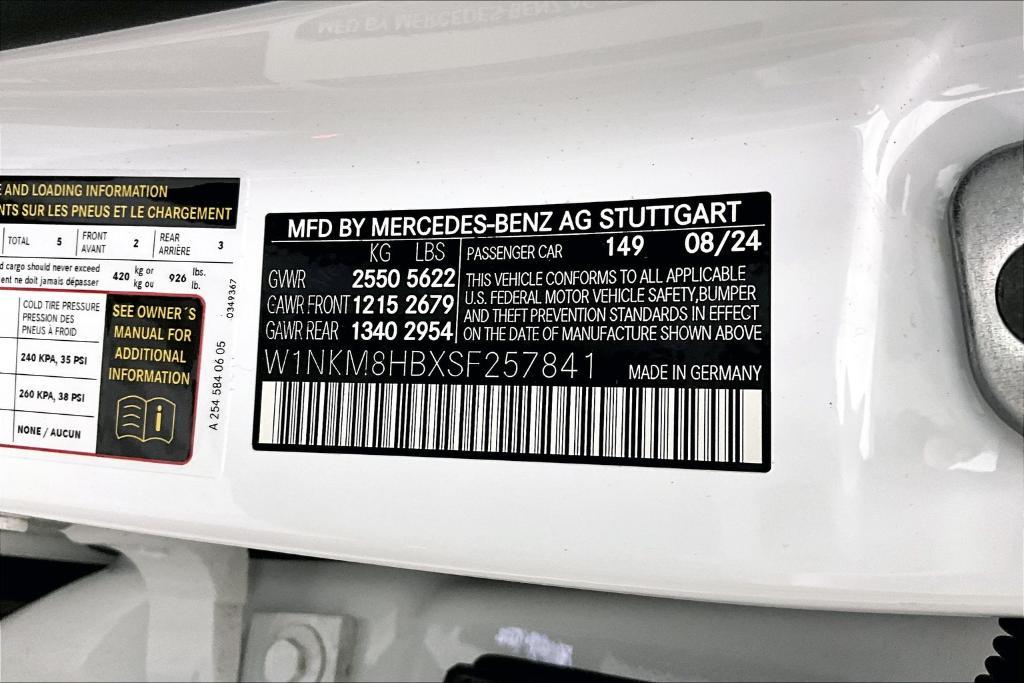 E AND LOADING INFORMATION
NTS SUR LES PNEUS ET LE CHARGEMENT
TOTAL 5 FRONT 2 REAR 3
AVANT ARRIÈRE
d cargo should never exceed 420 kg or 926 lbs.
ent ne doit jamais dépasser kg ou lb.
COLD TIRE PRESSURE
PRESSION DES
PNEUS À FROID
240 KPA, 35 PSI
260 KPA, 38 PSI
NONE / AUCUN
SEE OWNER´S
MANUAL FOR
ADDITIONAL
INFORMATION
A 254 584 06 05
0349367
MFD BY MERCEDES-BENZ AG STUTTGART
KG LBS PASSENGER CAR 149 08/24
GVWR 2550 5622
GAWR FRONT 1215 2679
GAWR REAR 1340 2954
THIS VEHICLE CONFORMS TO ALL APPLICABLE
U.S. FEDERAL MOTOR VEHICLE SAFETY,BUMPER
AND THEFT PREVENTION STANDARDS IN EFFECT
ON THE DATE OF MANUFACTURE SHOWN ABOVE
W1NKM8HBXSF257841 MADE IN GERMANY